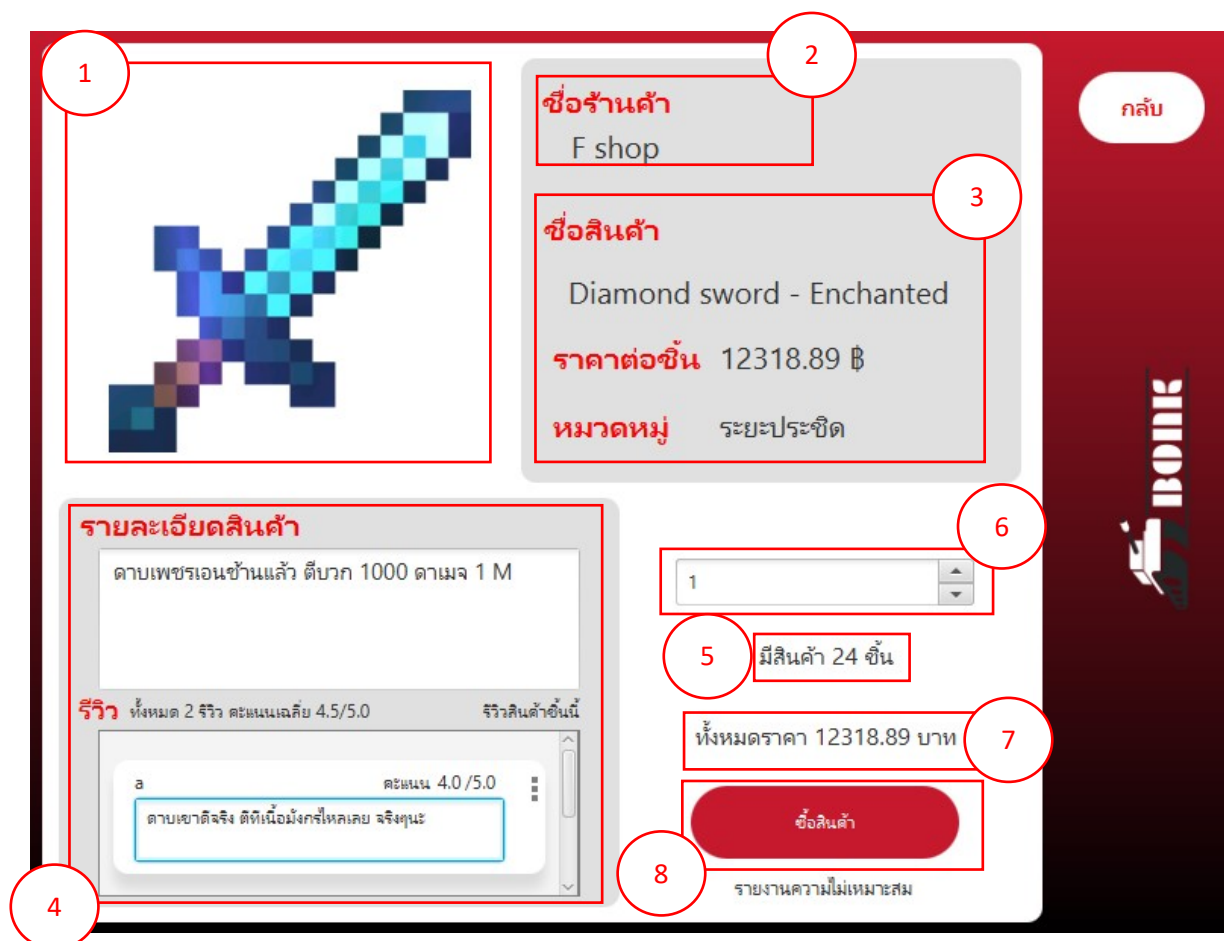 1
2
ชื่อร้านค้า
F shop
กลับ
3
ชื่อสินค้า
Diamond sword - Enchanted
ราคาต่อชิ้น 12318.89 ฿
หมวดหมู่ ระยะประชิด
BOIIK
รายละเอียดสินค้า
ดาบเพชรเอนช้านแล้ว ตีบวก 1000 ดาเมจ 1 M
6
1
5
มีสินค้า 24 ชิ้น
รีวิว ทั้งหมด 2 รีวิว คะแนนเฉลี่ย 4.5/5.0 รีวิวสินค้าชิ้นนี้
ทั้งหมดราคา 12318.89 บาท
7
a คะแนน 4.0 /5.0
ดาบเขาดีจริง ตีทีเนื้อมังกรไหลเลย จริงๆนะ
ซื้อสินค้า
8
รายงานความไม่เหมาะสม
4